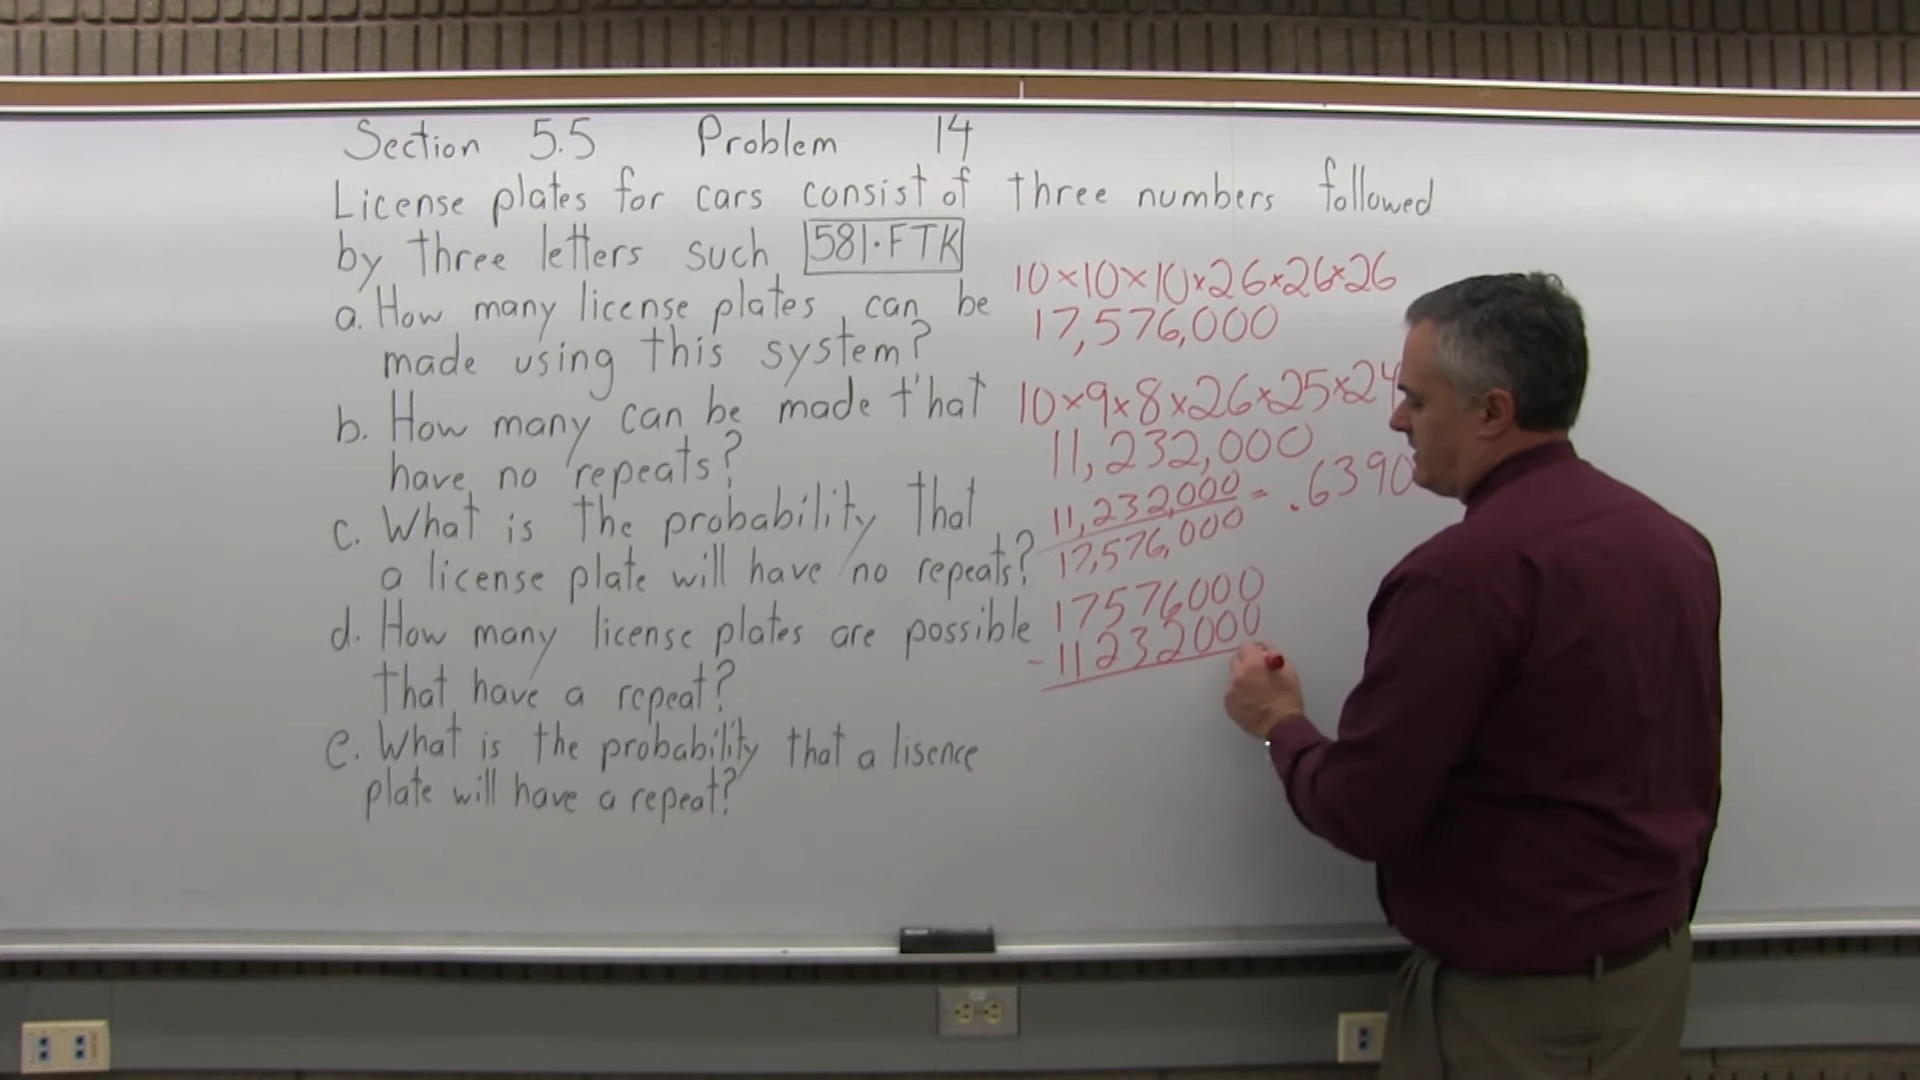 Section 5.5 Problem 14
License plates for cars consist of three numbers followed
by three letters such 581·FTK
a. How many license plates can be
made using this system?
10×10×10×26×26×26
17,576,000
b. How many can be made that
have no repeats?
10×9×8×26×25×24
11,232,000
c. What is the probability that
a license plate will have no repeats?
11,232,000 = .6390
17,576,000
d. How many license plates are possible
that have a repeat?
17576000
- 11232000
e. What is the probability that a lisence
plate will have a repeat?